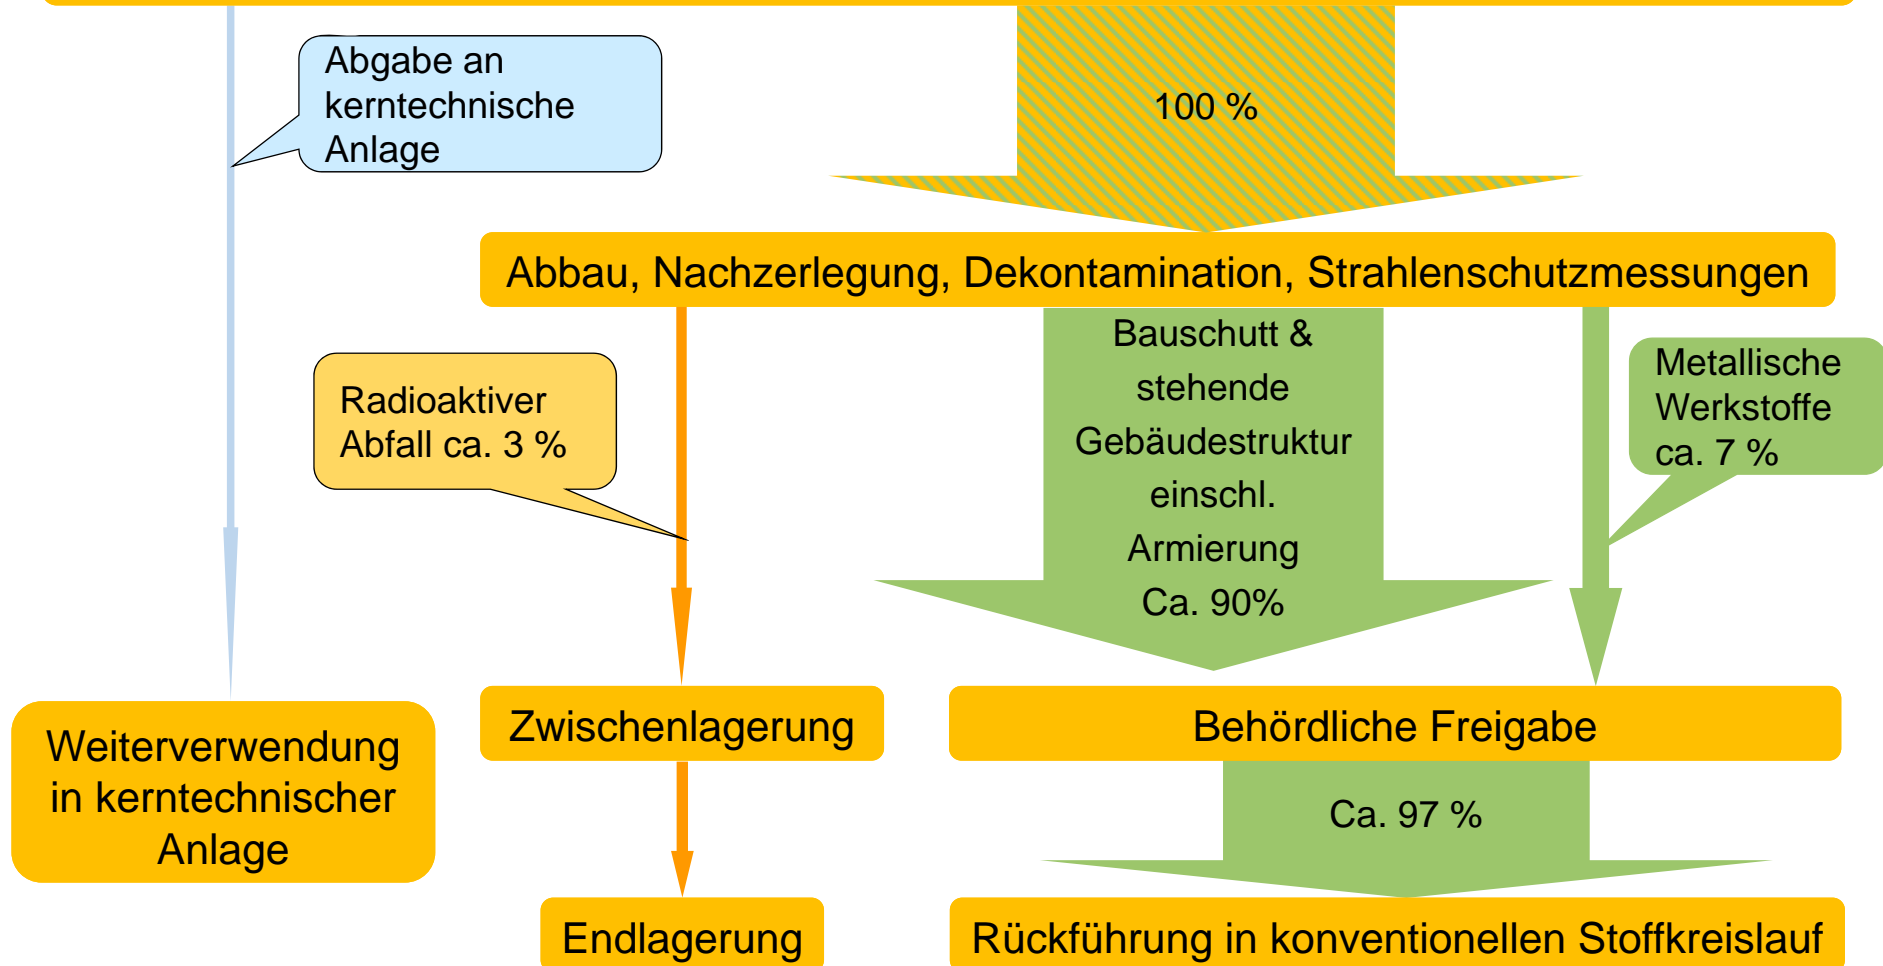 Abgabe an
kerntechnische
Anlage
100 %
Abbau, Nachzerlegung, Dekontamination, Strahlenschutzmessungen
Radioaktiver
Abfall ca. 3 %
Bauschutt &
stehende
Gebäudestruktur
einschl.
Armierung
Ca. 90%
Metallische
Werkstoffe
ca. 7 %
Weiterverwendung
in kerntechnischer
Anlage
Zwischenlagerung
Behördliche Freigabe
Ca. 97 %
Endlagerung
Rückführung in konventionellen Stoffkreislauf